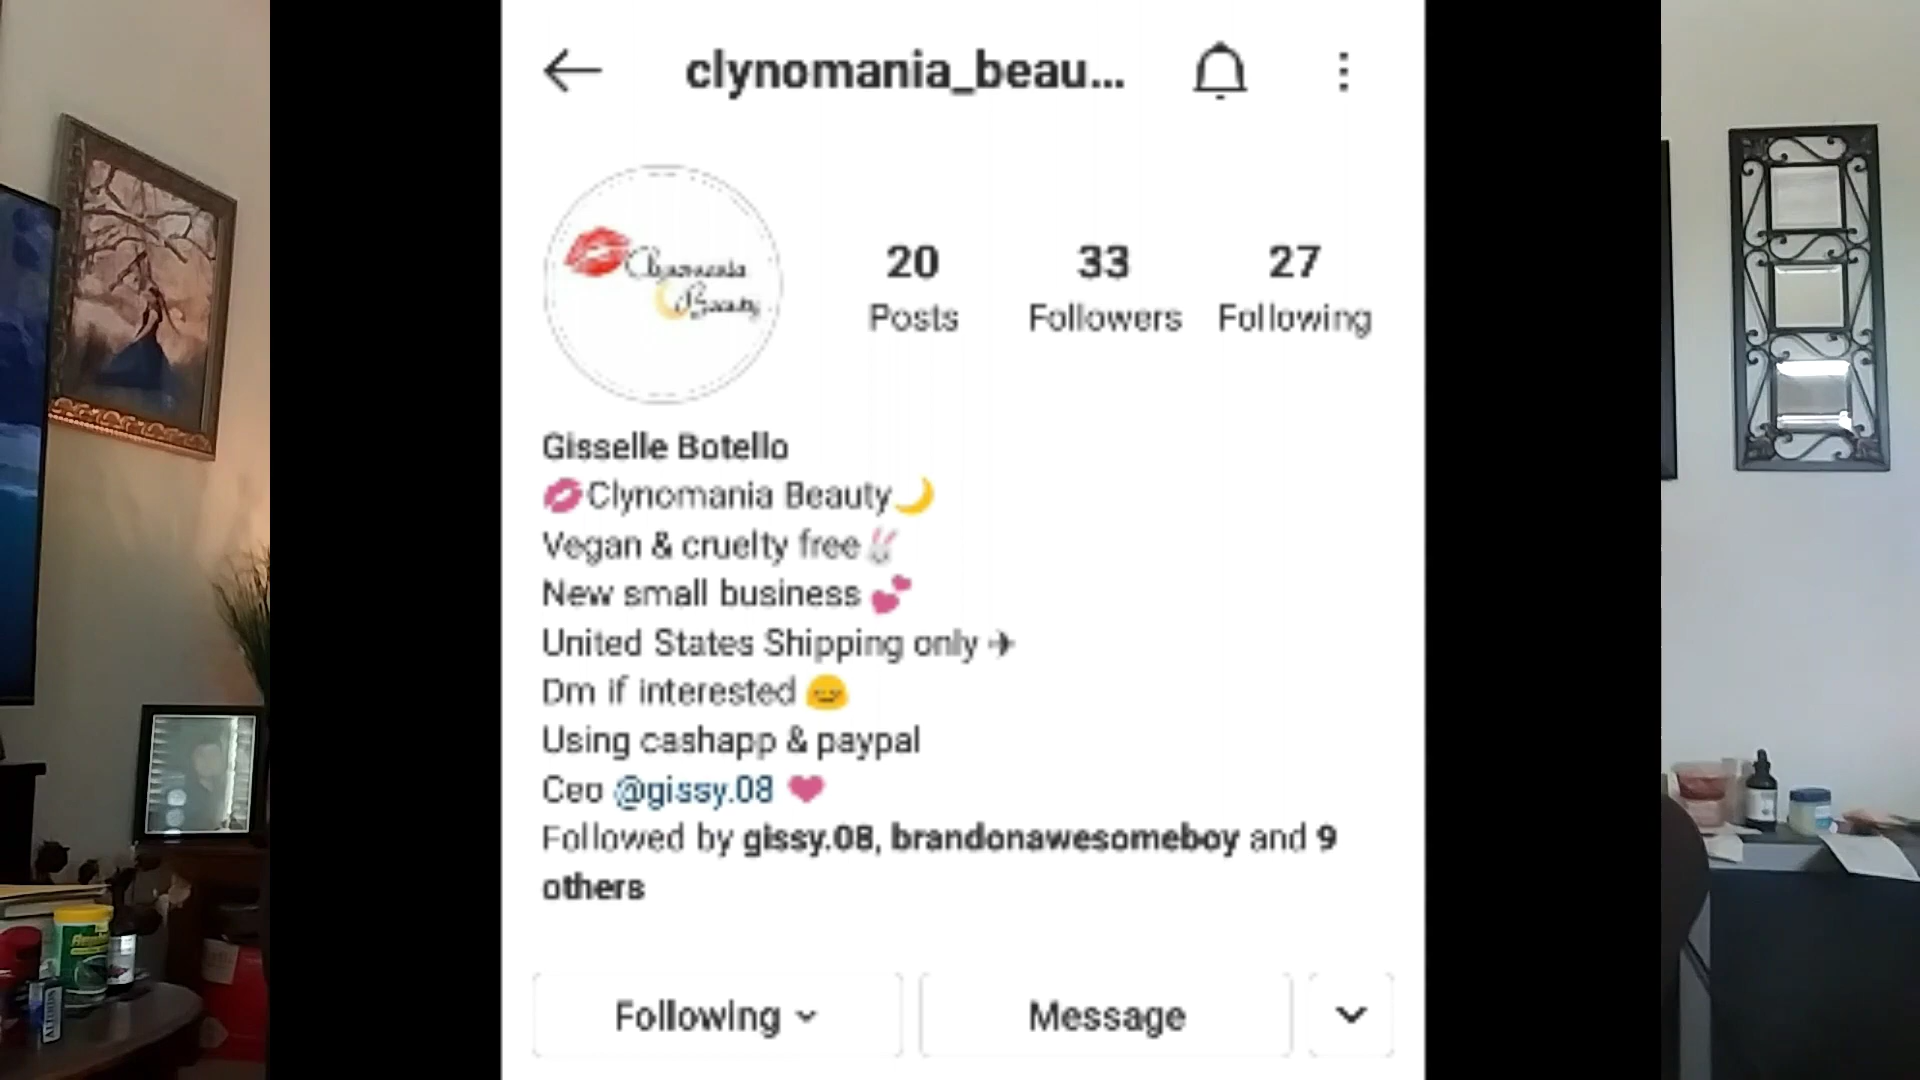 clynomania_beau...
Clynomania
Beauty
20
Posts
33
Followers
27
Following
Gisselle Botello
💋Clynomania Beauty🌙
Vegan & cruelty free🐰
New small business 💕
United States Shipping only ✈
Dm if interested 😊
Using cashapp & paypal
Ceo @gissy.08 ❤
Followed by gissy.08, brandonawesomeboy and 9
others
Following
Message